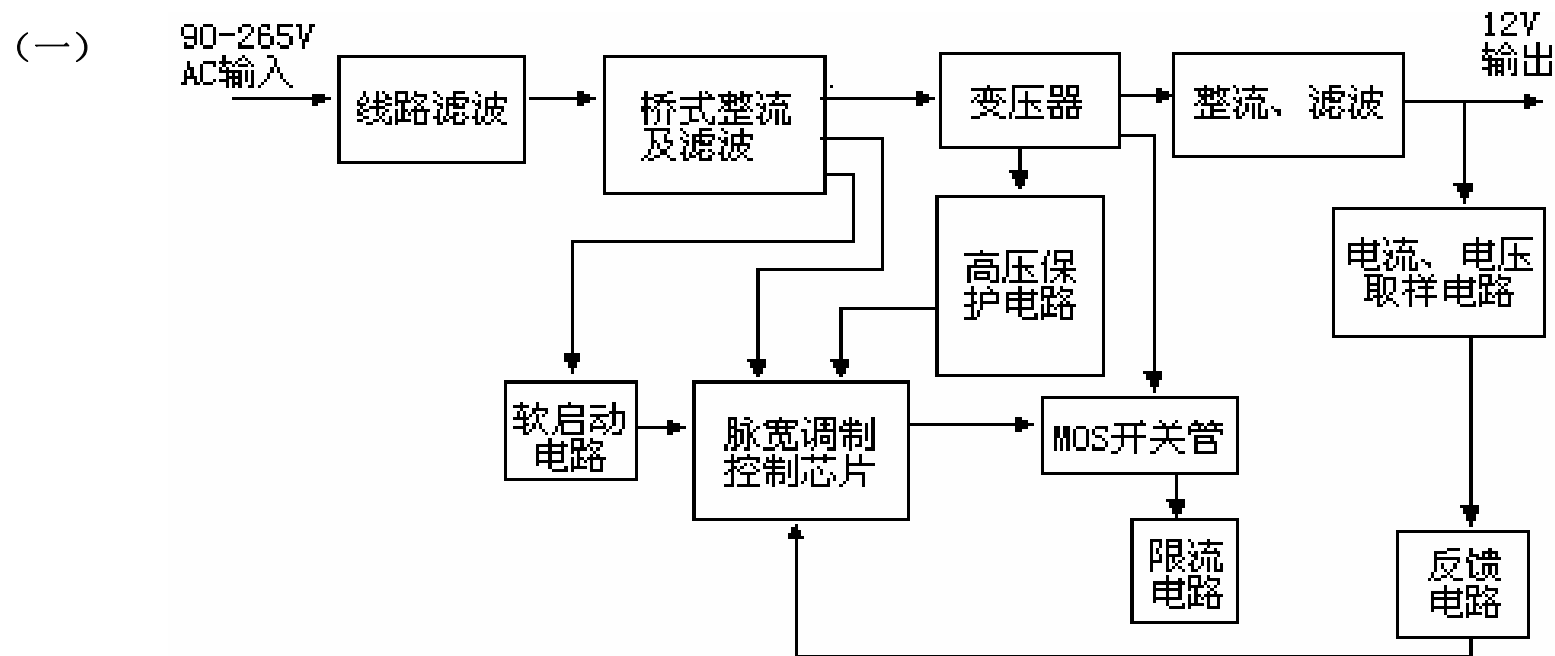 (一)
90-265V
AC输入
线路滤波
桥式整流
及滤波
变压器
整流、滤波
12V
输出
高压保
护电路
电流、电压
取样电路
软启动
电路
脉宽调制
控制芯片
MOS开关管
限流
电路
反馈
电路